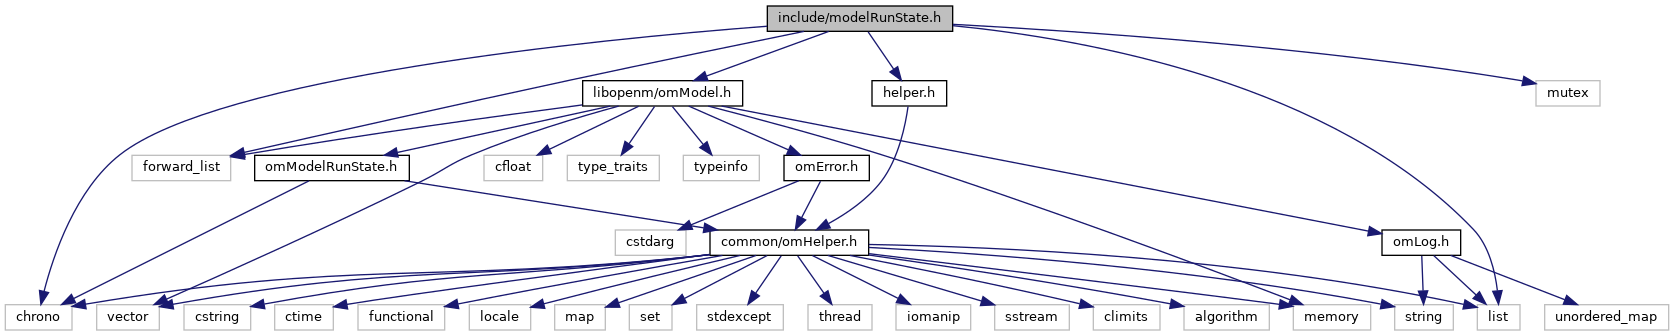 include/modelRunState.h
libopenm/omModel.h
helper.h
mutex
forward_list
omModelRunState.h
cfloat
type_traits
typeinfo
omError.h
cstdarg
common/omHelper.h
omLog.h
chrono
vector
cstring
ctime
functional
locale
map
set
stdexcept
thread
iomanip
sstream
climits
algorithm
memory
string
list
unordered_map